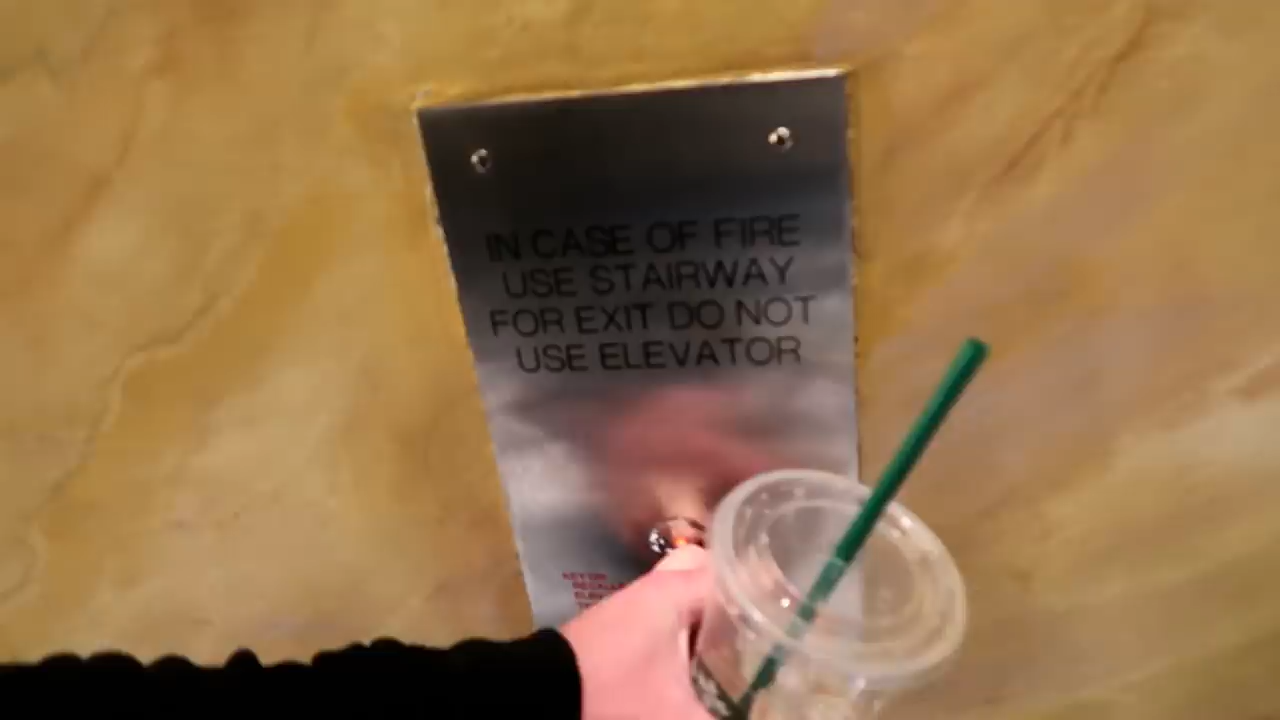 IN CASE OF FIRE
USE STAIRWAY
FOR EXIT DO NOT
USE ELEVATOR